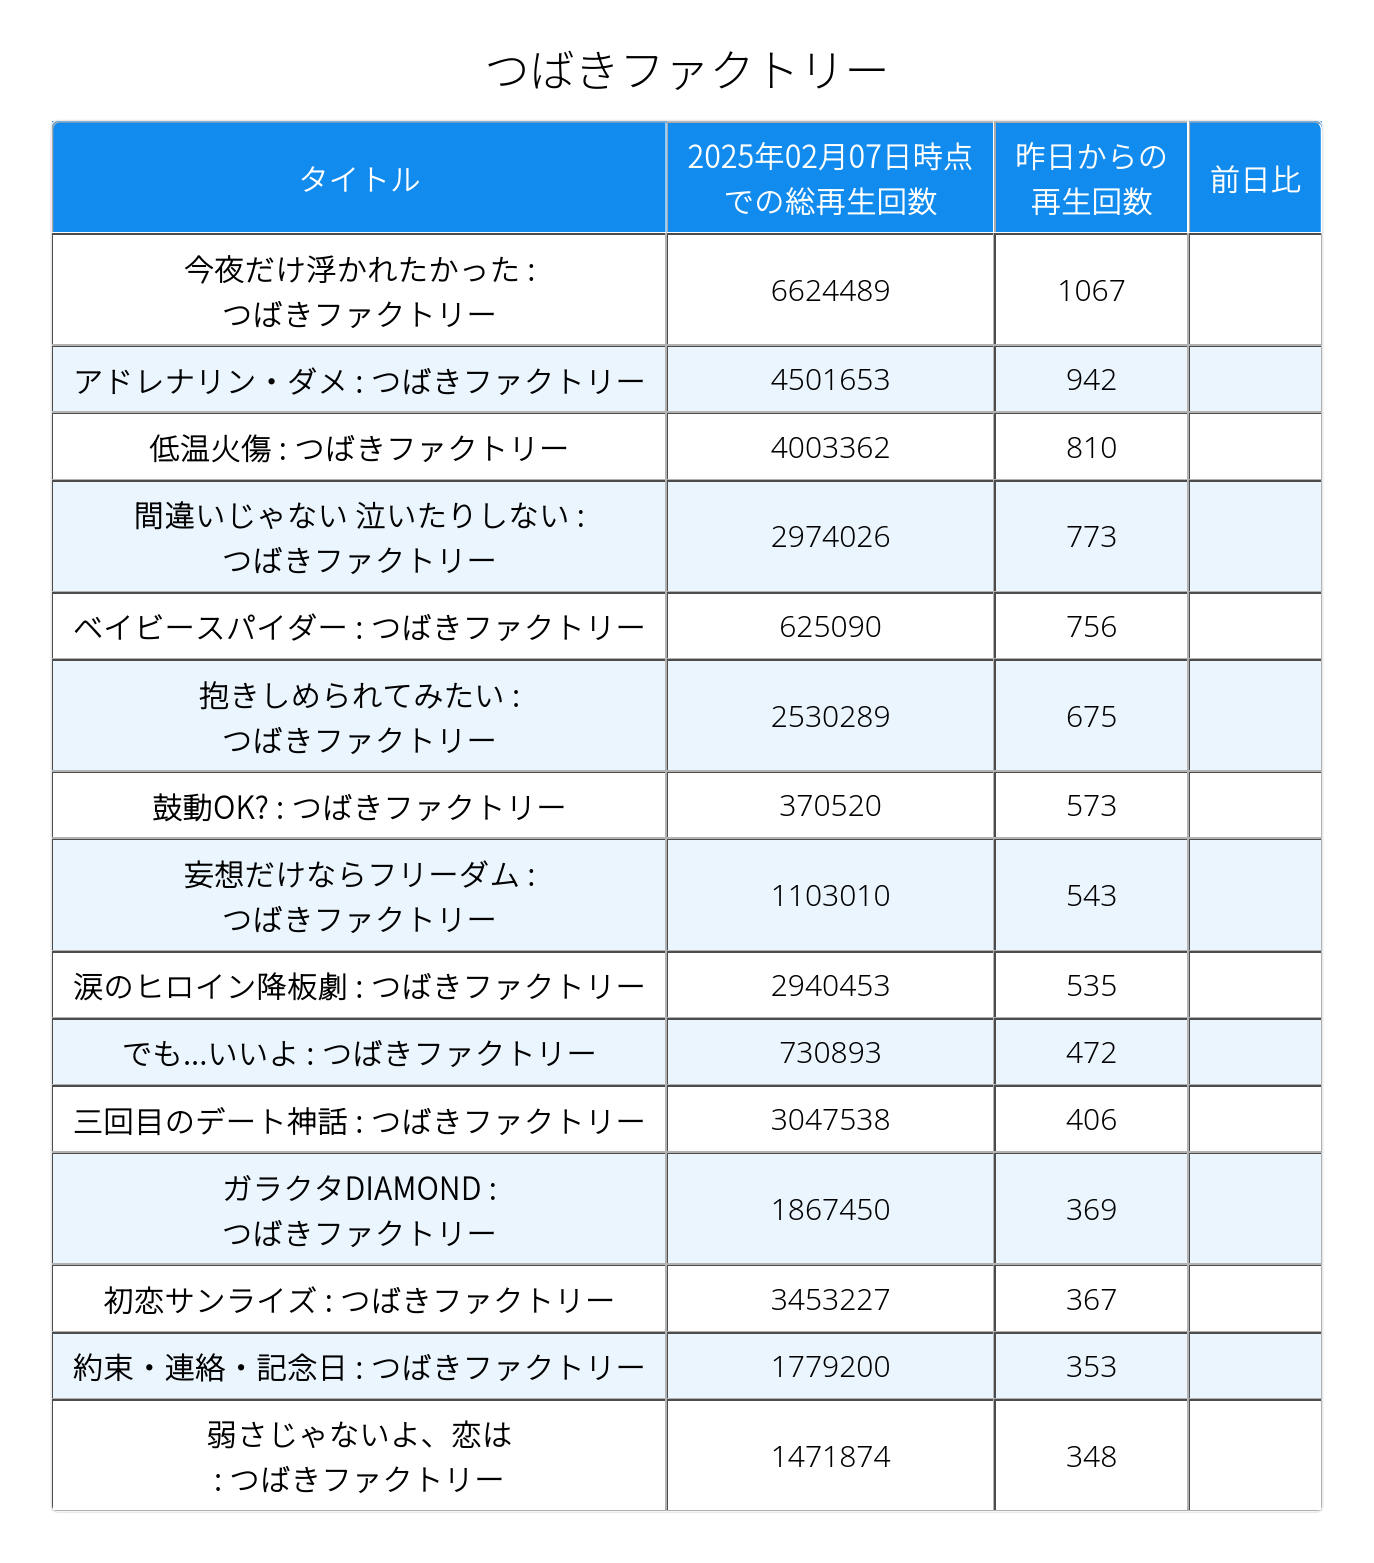 つばきファクトリー
タイトル
2025年02月07日時点
での総再生回数
昨日からの
再生回数
前日比
今夜だけ浮かれたかった :
つばきファクトリー
6624489
1067
アドレナリン・ダメ : つばきファクトリー
4501653
942
低温火傷 : つばきファクトリー
4003362
810
間違いじゃない 泣いたりしない :
つばきファクトリー
2974026
773
ベイビースパイダー : つばきファクトリー
625090
756
抱きしめられてみたい :
つばきファクトリー
2530289
675
鼓動OK? : つばきファクトリー
370520
573
妄想だけならフリーダム :
つばきファクトリー
1103010
543
涙のヒロイン降板劇 : つばきファクトリー
2940453
535
でも...いいよ : つばきファクトリー
730893
472
三回目のデート神話 : つばきファクトリー
3047538
406
ガラクタDIAMOND :
つばきファクトリー
1867450
369
初恋サンライズ : つばきファクトリー
3453227
367
約束・連絡・記念日 : つばきファクトリー
1779200
353
弱さじゃないよ、恋は
: つばきファクトリー
1471874
348